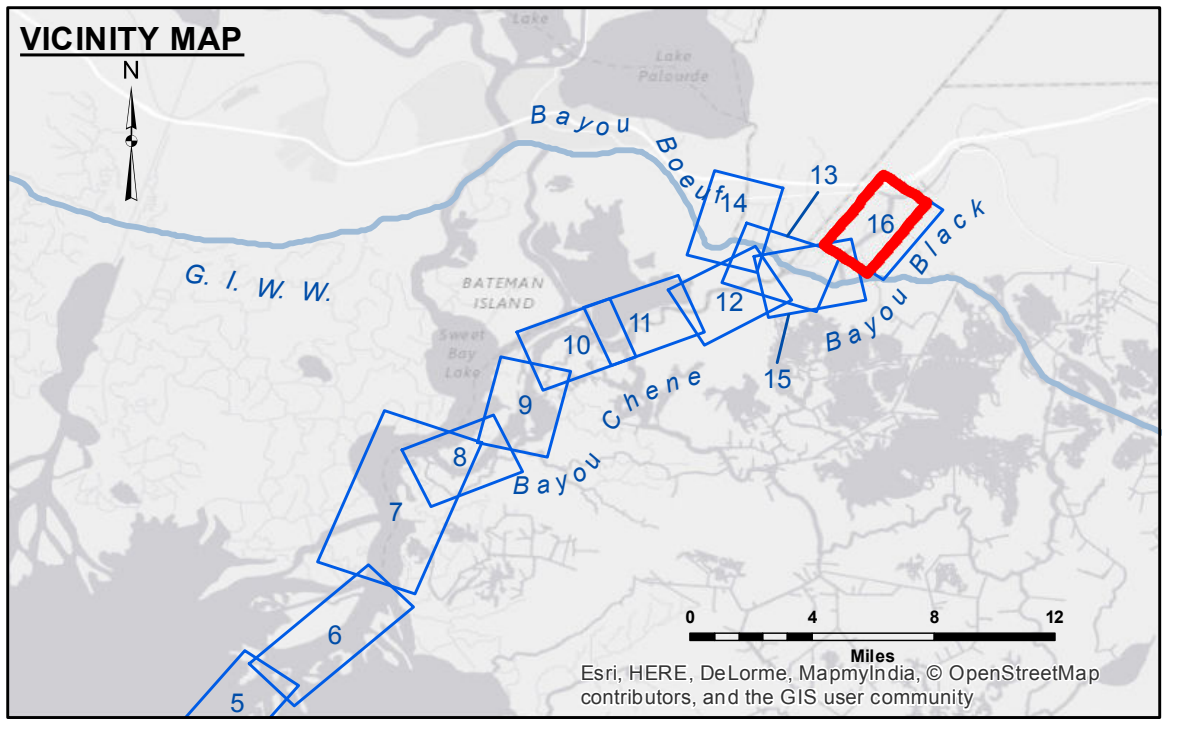 VICINITY MAP
N
Lake
Lake
Palourde
Bayou
Boeuf
13
14
16
Bayou Black
G. I. W. W.
BATEMAN
ISLAND
12
11
10
Sweet
Bay
Lake
15
Bayou Chene
9
8
7
6
5
0 4 8 12
Miles
Esri, HERE, DeLorme, MapmyIndia, © OpenStreetMap
contributors, and the GIS user community